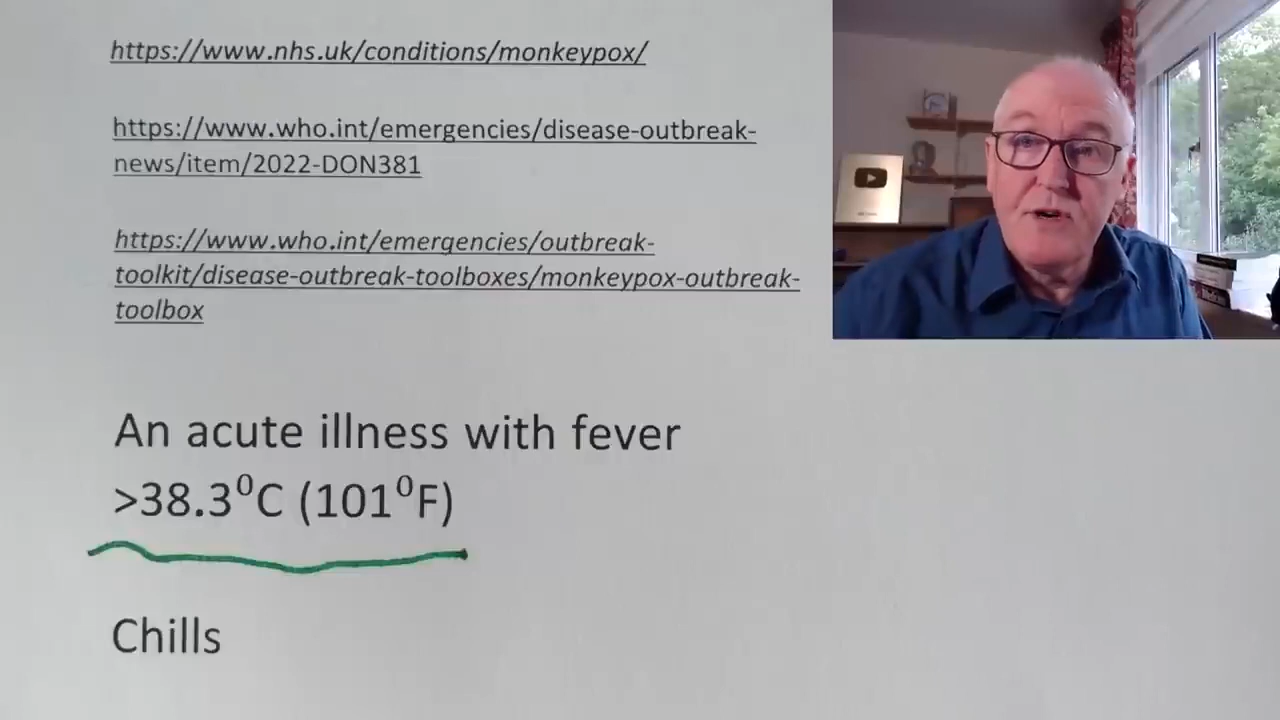 https://www.nhs.uk/conditions/monkeypox/
https://www.who.int/emergencies/disease-outbreak-
news/item/2022-DON381
https://www.who.int/emergencies/outbreak-
toolkit/disease-outbreak-toolboxes/monkeypox-outbreak-
toolbox
An acute illness with fever
>38.3⁰C (101⁰F)
Chills